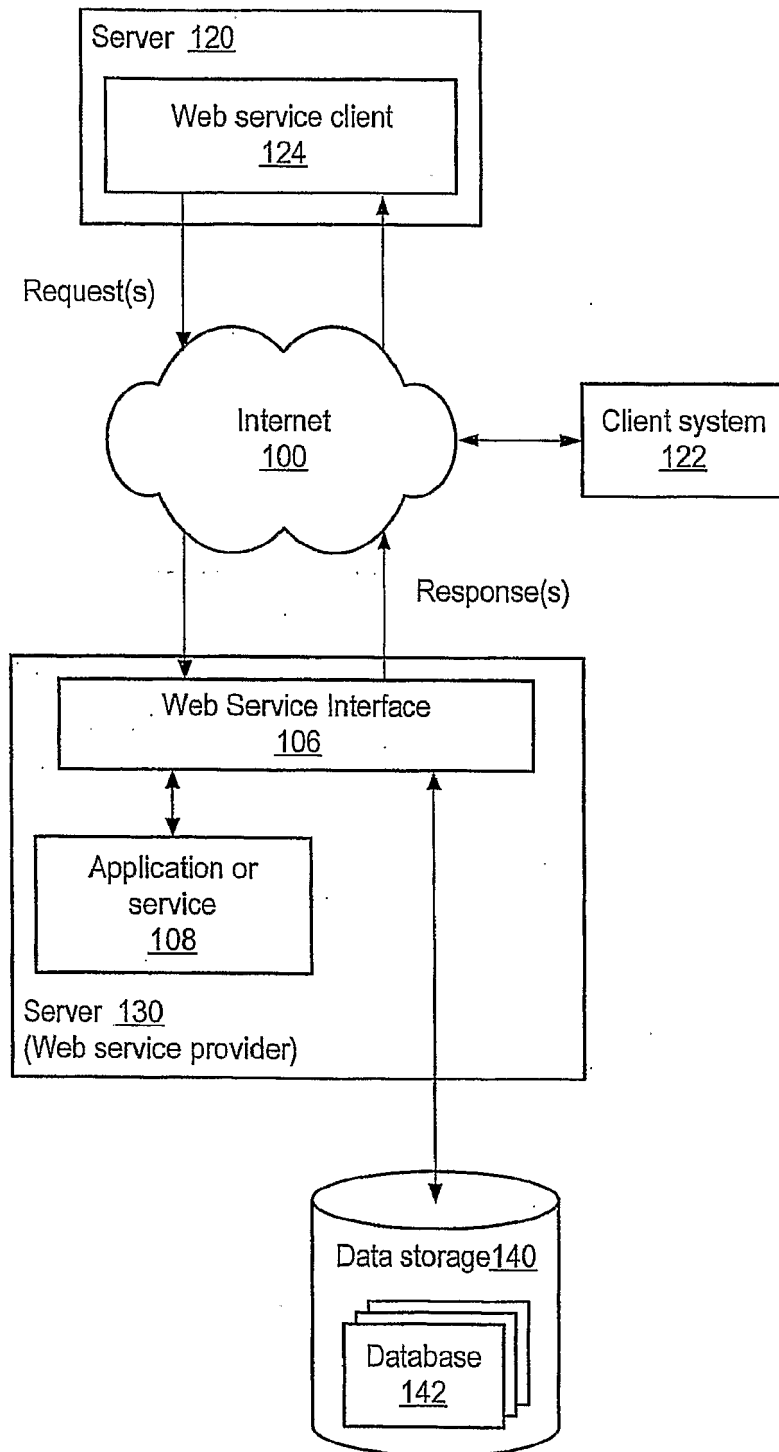 Server 120
Web service client
124
Request(s)
Internet
100
Client system
122
Response(s)
Web Service Interface
106
Application or
service
108
Server 130
(Web service provider)
Data storage140
Database
142